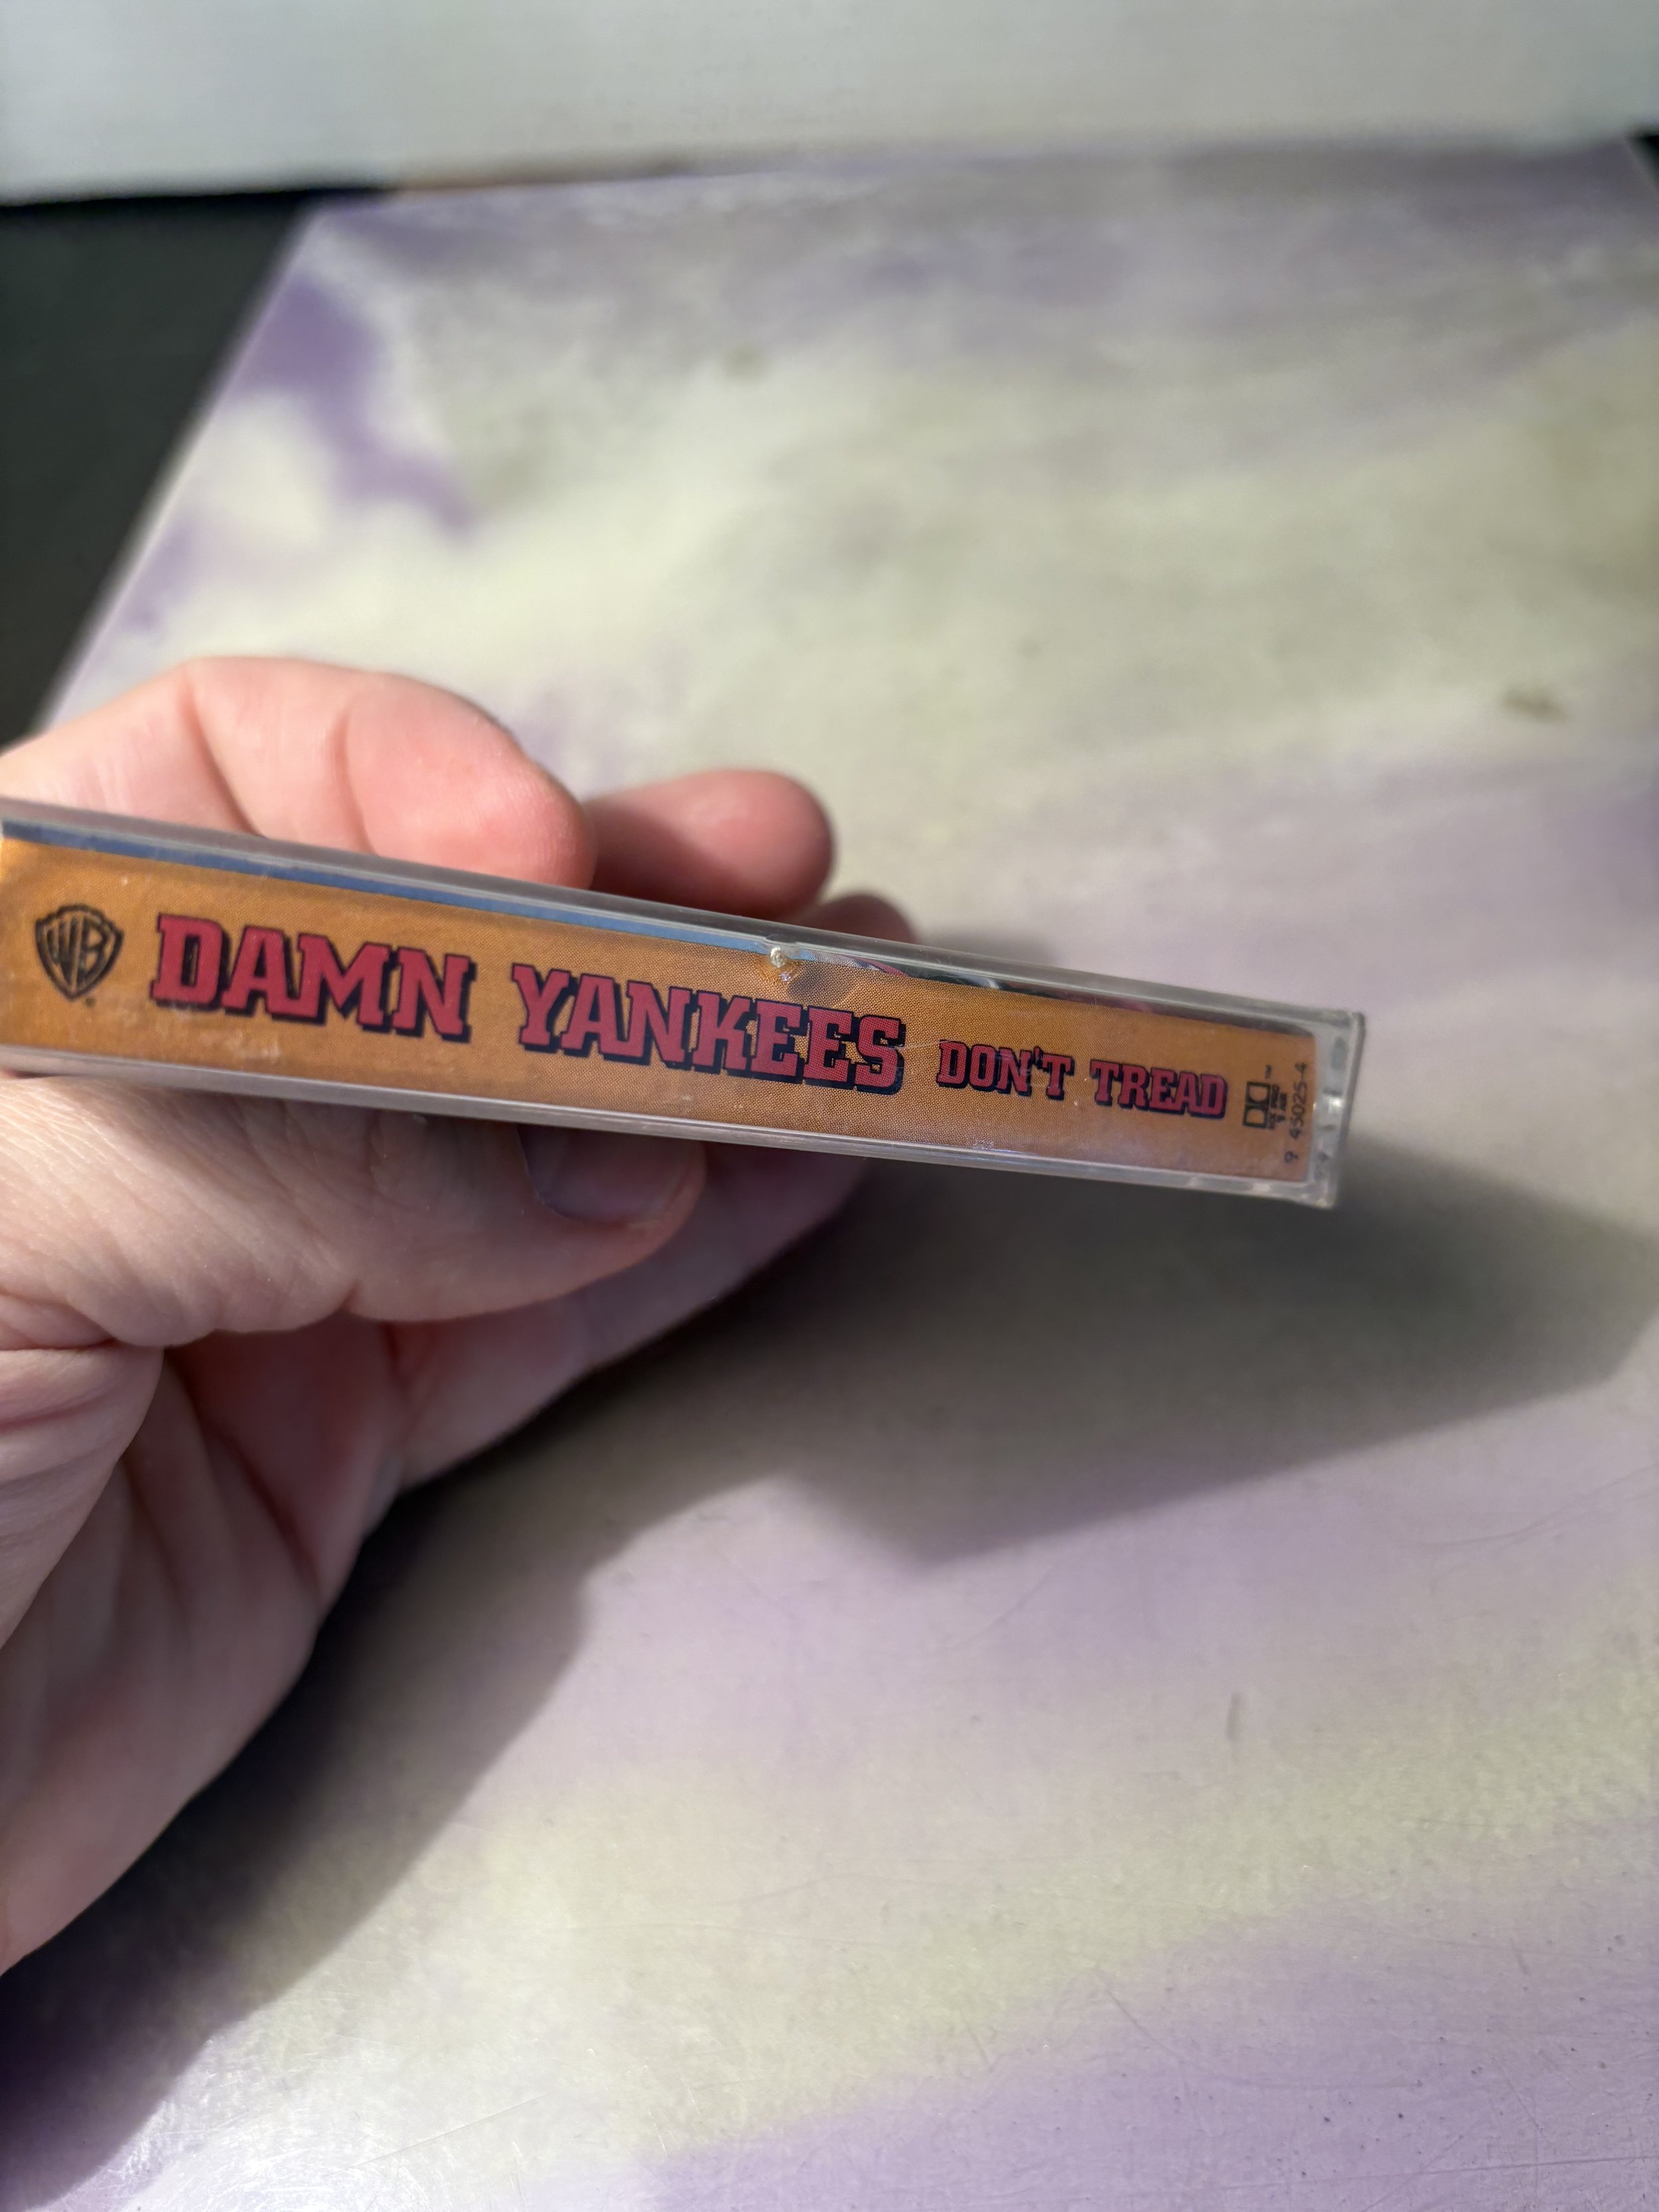 WB
DAMN YANKEES DON'T TREAD
9 45025-4